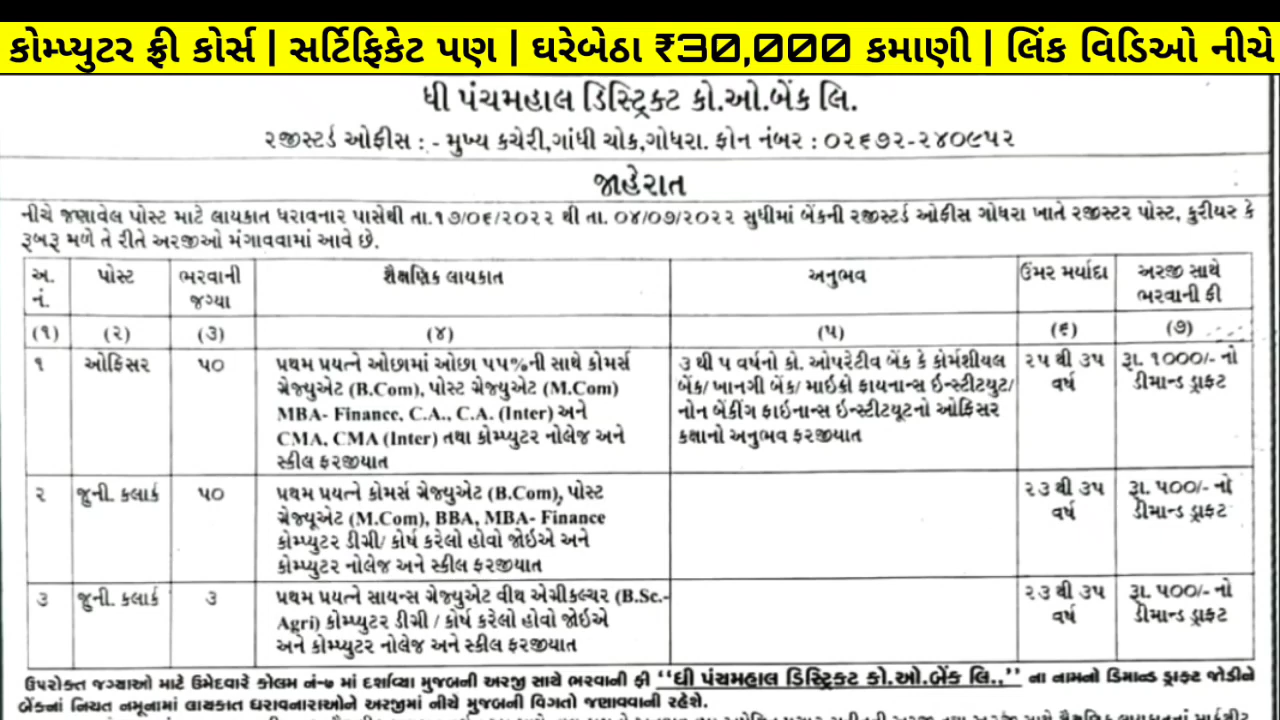 કોમ્પ્યુટર ફ્રી કોર્સ | સર્ટિફિકેટ પણ | ઘરેબેઠા ₹30,000 કમાણી | લિંક વિડિઓ નીચે
ધી પંચમહાલ ડિસ્ટ્રિક્ટ કો.ઓ.બેંક લિ.
રજીસ્ટર્ડ ઓફીસ : - મુખ્ય કચેરી,ગાંધી ચોક,ગોધરા. ફોન નંબર : ૦૨૬૭૨-૨૪૦૯૫૨
જાહેરાત
નીચે જણાવેલ પોસ્ટ માટે લાયકાત ધરાવનાર પાસેથી તા.૧૭/૦૬/૨૦૨૨ થી તા. ૦૪/૦૭/૨૦૨૨ સુધીમાં બેંકની રજીસ્ટર્ડ ઓફીસ ગોધરા ખાતે રજીસ્ટર પોસ્ટ, કુરીયર કે
રૂબરૂ મળે તે રીતે અરજીઓ મંગાવવામાં આવે છે.
અ. નં. પોસ્ટ ભરવાની જગ્યા શૈક્ષણિક લાયકાત અનુભવ ઉંમર મર્યાદા અરજી સાથે ભરવાની ફી
(૧) (૨) (૩) (૪) (૫) (૬) (૭)
૧ ઓફિસર ૫૦ પ્રથમ પ્રયત્ને ઓછામાં ઓછા ૫૫%ની સાથે કોમર્સ
ગ્રેજ્યુએટ (B.Com), પોસ્ટ ગ્રેજ્યુએટ (M.Com)
MBA- Finance, C.A., C.A. (Inter) અને
CMA, CMA (Inter) તથા કોમ્પ્યુટર નોલેજ અને
સ્કીલ ફરજીયાત
૩ થી ૫ વર્ષનો કો. ઓપરેટીવ બેંક કે કોર્મશીયલ
બેંક/ ખાનગી બેંક/ માઇક્રો ફાયનાન્સ ઇન્સ્ટીટયુટ/
નોન બેંકીંગ ફાઇનાન્સ ઇન્સ્ટીટયૂટનો ઓફિસર
કક્ષાનો અનુભવ ફરજીયાત
૨૫ થી ૩૫
વર્ષ
રૂા. ૧૦૦૦/- નો
ડીમાન્ડ ડ્રાફટ
૨ જુની. કલાર્ક ૫૦ પ્રથમ પ્રયત્ને કોમર્સ ગ્રેજ્યુએટ (B.Com), પોસ્ટ
ગ્રેજ્યૂએટ (M.Com), BBA, MBA- Finance
કોમ્પ્યુટર ડીગ્રી/ કોર્ષ કરેલો હોવો જોઇએ અને
કોમ્પ્યુટર નોલેજ અને સ્કીલ ફરજીયાત
૨૩ થી ૩૫
વર્ષ
રૂા. ૫૦૦/- નો
ડીમાન્ડ ડ્રાફટ
૩ જુની. કલાર્ક ૩ પ્રથમ પ્રયત્ને સાયન્સ ગ્રેજ્યુએટ વીથ એગ્રીકલ્ચર (B.Sc.-
Agri) કોમ્પ્યુટર ડીગ્રી / કોર્ષ કરેલો હોવો જોઈએ
અને કોમ્પ્યુટર નોલેજ અને સ્કીલ ફરજીયાત
૨૩ થી ૩૫
વર્ષ
રૂા. ૫૦૦/- નો
ડીમાન્ડ ડ્રાફટ
ઉપરોક્ત જગ્યાઓ માટે ઉમેદવારે કોલમ નં-૭ માં દર્શાવ્યા મુજબની અરજી સાથે ભરવાની ફી ''ધી પંચમહાલ ડિસ્ટ્રિકટ કો.ઓ.બેંક લિ.,'' ના નામનો ડિમાન્ડ ડ્રાફ્ટ જોડીને
બેંકનાં નિયત નમૂનામાં લાયકાત ધરાવનારાઓને અરજીમાં નીચે મુજબની વિગતો જણાવવાની રહેશે.